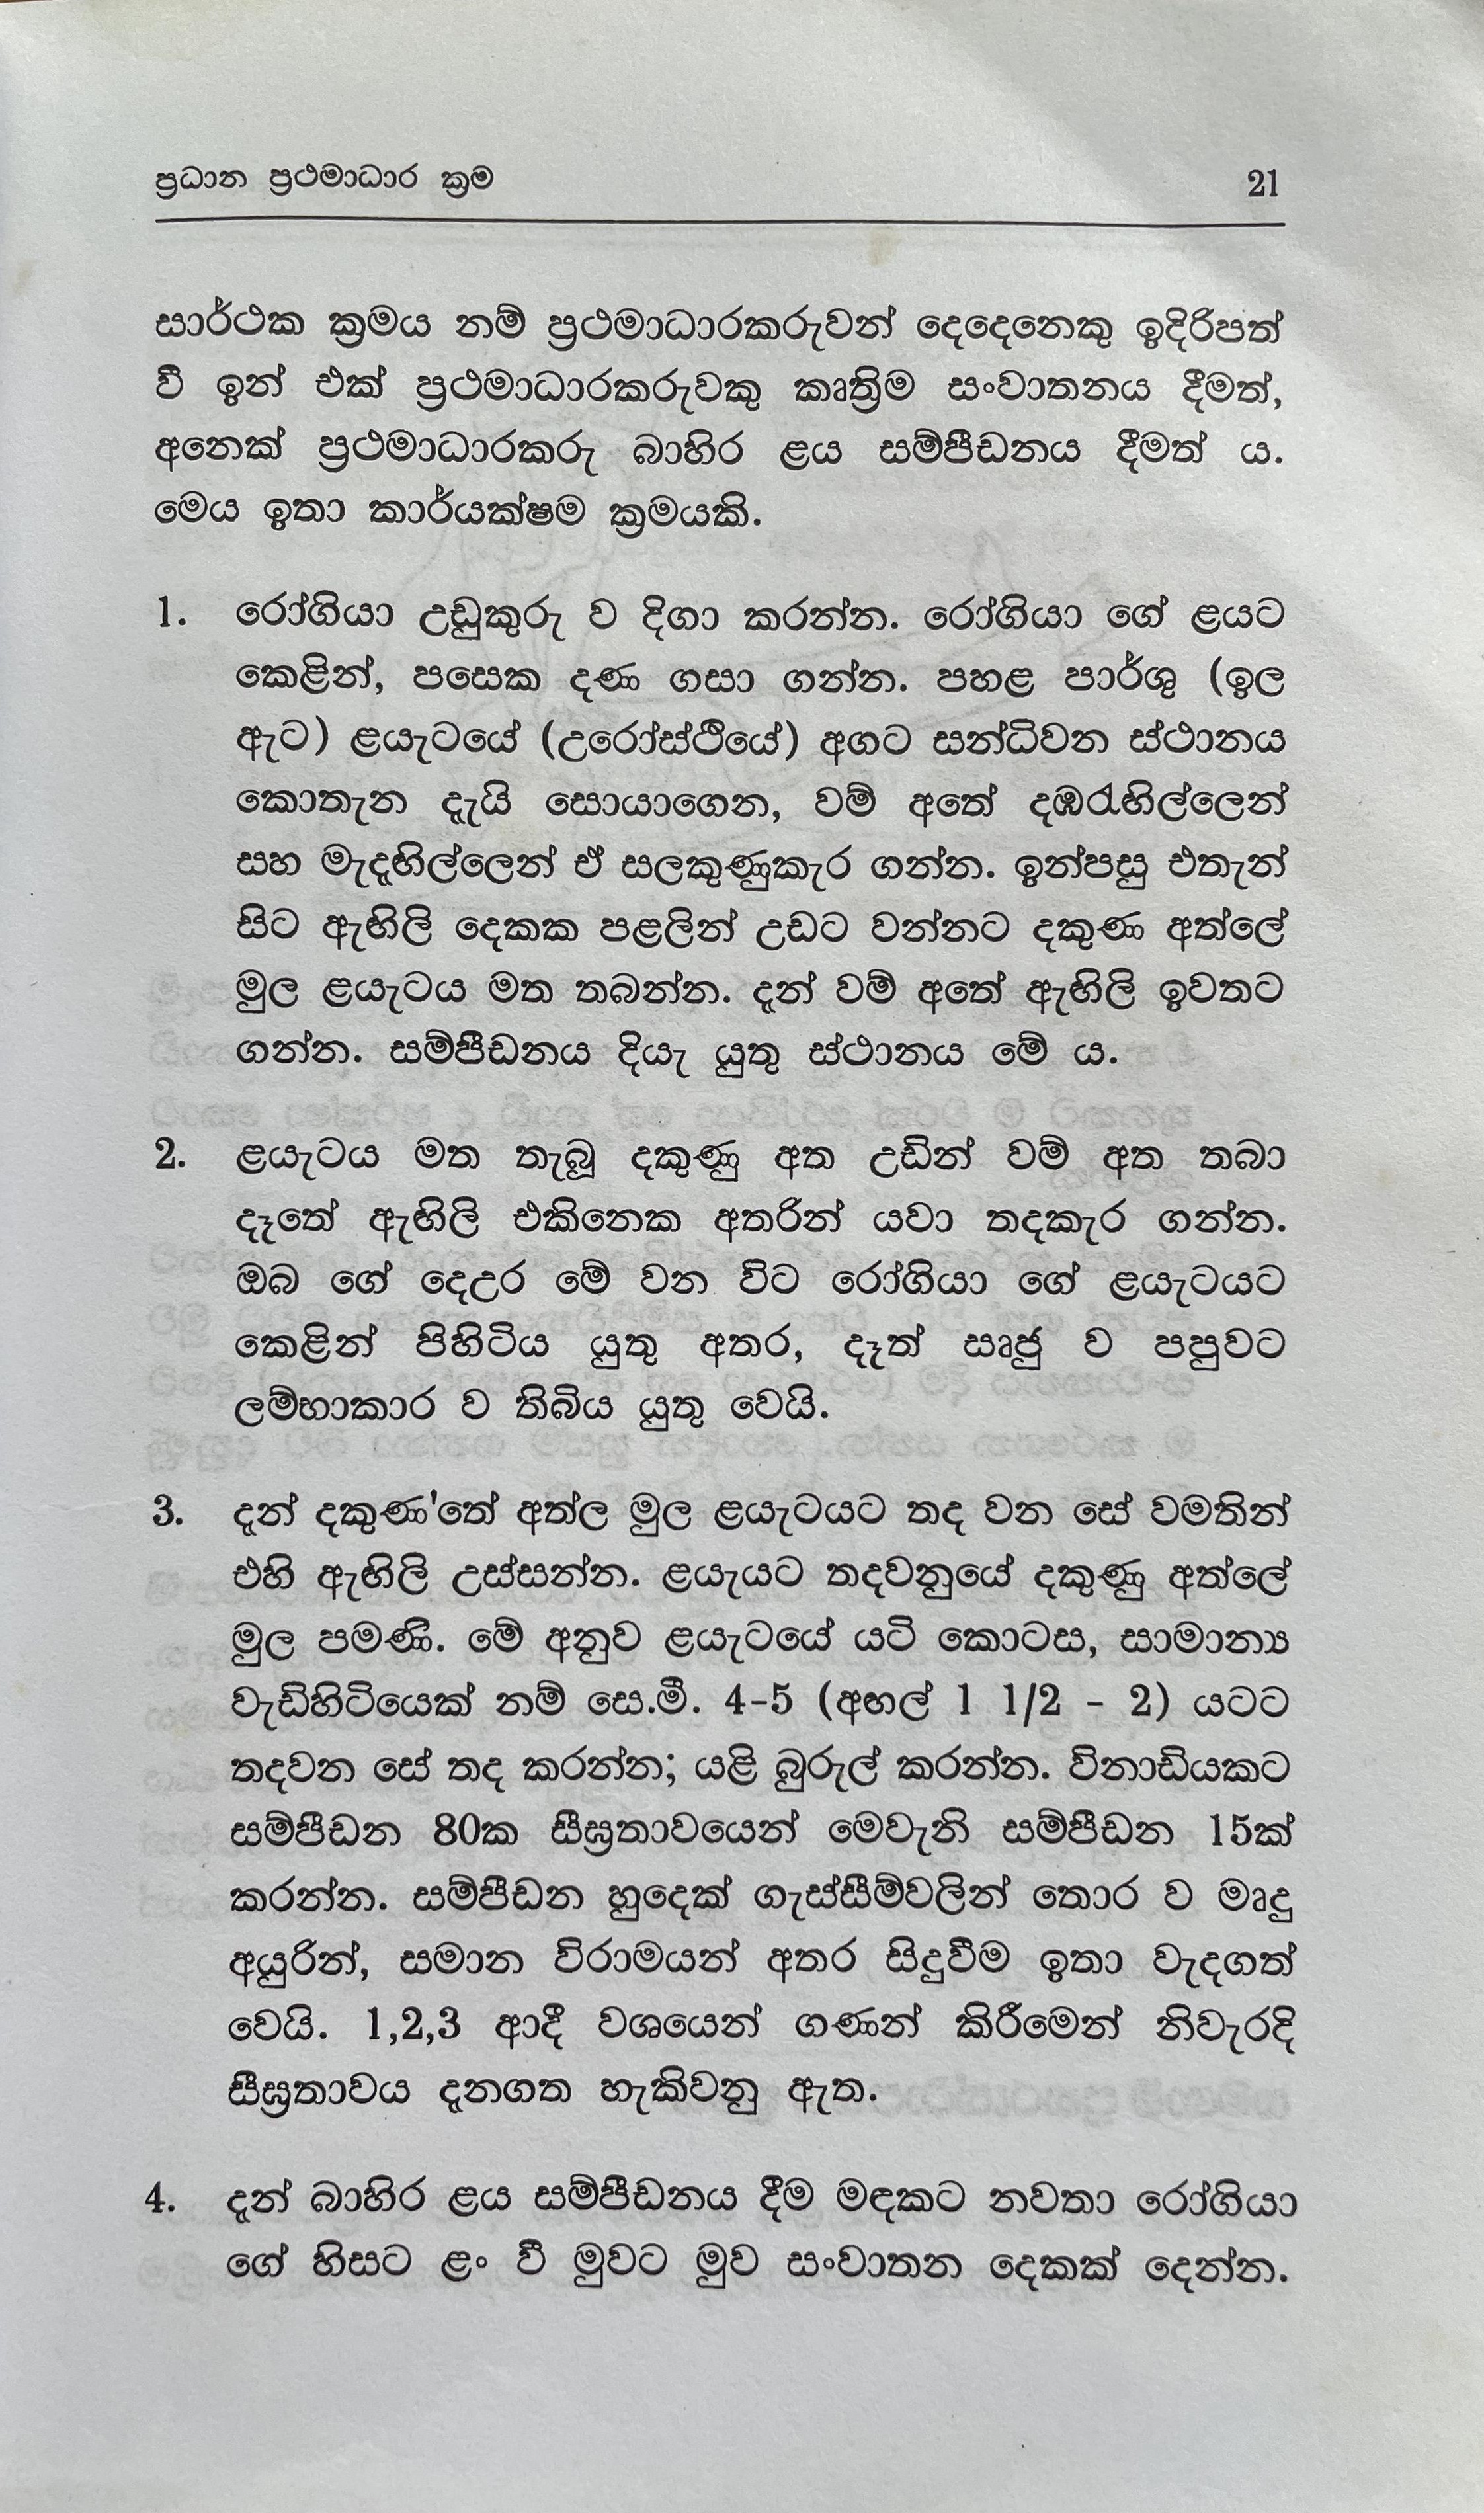 ප්‍රධාන ප්‍රථමාධාර ක්‍රම 21
සාර්ථක ක්‍රමය නම් ප්‍රථමාධාරකරුවන් දෙදෙනෙකු ඉදිරිපත්
වී ඉන් එක් ප්‍රථමාධාරකරුවකු කෘත්‍රිම සංවාතනය දීමත්,
අනෙක් ප්‍රථමාධාරකරු බාහිර ළය සම්පීඩනය දීමත් ය.
මෙය ඉතා කාර්යක්ෂම ක්‍රමයකි.
1. රෝගියා උඩුකුරු ව දිගා කරන්න. රෝගියා ගේ ළයට
කෙළින්, පසෙක දණ ගසා ගන්න. පහළ පාර්ශු (ඉල
ඇට) ළයැටයේ (උරෝස්ථියේ) අගට සන්ධිවන ස්ථානය
කොතැන දැයි සොයාගෙන, වම් අතේ දඹරැඟිල්ලෙන්
සහ මැදැඟිල්ලෙන් ඒ සලකුණුකැර ගන්න. ඉන්පසු එතැන්
සිට ඇඟිලි දෙකක පළලින් උඩට වන්නට දකුණ අත්ලේ
මුල ළයැටය මත තබන්න. දැන් වම් අතේ ඇඟිලි ඉවතට
ගන්න. සම්පීඩනය දියැ යුතු ස්ථානය මේ ය.
2. ළයැටය මත තැබූ දකුණු අත උඩින් වම් අත තබා
දෑතේ ඇඟිලි එකිනෙක අතරින් යවා තදකැර ගන්න.
ඔබ ගේ දෙඋර මේ වන විට රෝගියා ගේ ළයැටයට
කෙළින් පිහිටිය යුතු අතර, දෑත් සෘජු ව පපුවට
ලම්භාකාර ව තිබිය යුතු වෙයි.
3. දැන් දකුණ'තේ අත්ල මුල ළයැටයට තද වන සේ වමතින්
එහි ඇඟිලි උස්සන්න. ළයැයට තදවනුයේ දකුණු අත්ලේ
මුල පමණි. මේ අනුව ළයැටයේ යටි කොටස, සාමාන්‍ය
වැඩිහිටියෙක් නම් සෙ.මී. 4-5 (අඟල් 1 1/2 - 2) යටට
තදවන සේ තද කරන්න; යළි බුරුල් කරන්න. විනාඩියකට
සම්පීඩන 80ක සීඝ්‍රතාවයෙන් මෙවැනි සම්පීඩන 15ක්
කරන්න. සම්පීඩන හුදෙක් ගැස්සීම්වලින් තොර ව මෘදු
අයුරින්, සමාන විරාමයන් අතර සිදුවීම ඉතා වැදගත්
වෙයි. 1,2,3 ආදී වශයෙන් ගණන් කිරීමෙන් නිවැරදි
සීඝ්‍රතාවය දැනගත හැකිවනු ඇත.
4. දැන් බාහිර ළය සම්පීඩනය දීම මඳකට නවතා රෝගියා
ගේ හිසට ළං වී මුවට මුව සංවාතන දෙකක් දෙන්න.